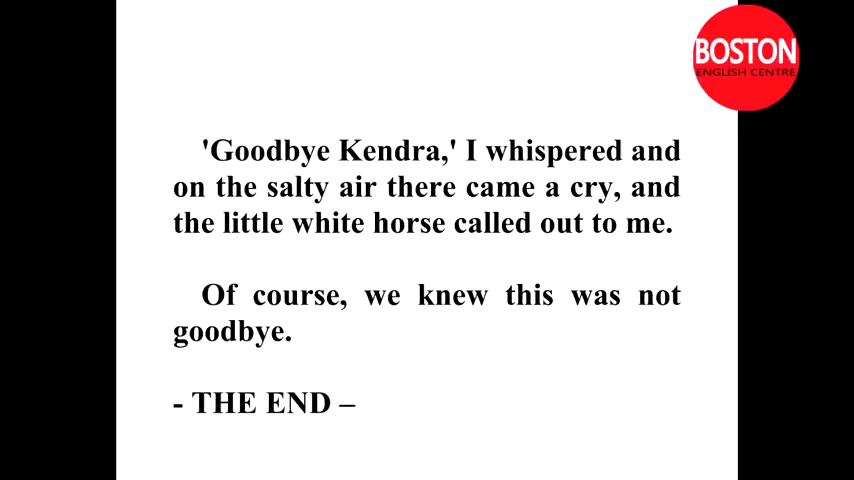 BOSTON
ENGLISH CENTRE
'Goodbye Kendra,' I whispered and
on the salty air there came a cry, and
the little white horse called out to me.
Of course, we knew this was not
goodbye.
- THE END –